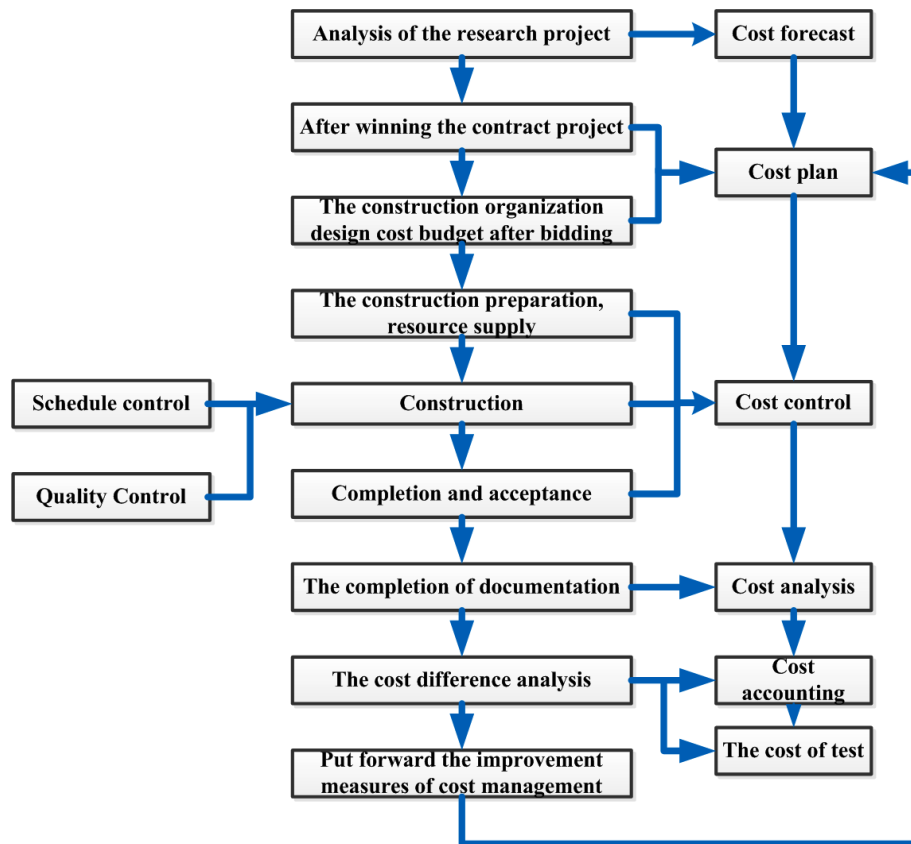 Analysis of the research project
Cost forecast
After winning the contract project
Cost plan
The construction organization
design cost budget after bidding
The construction preparation,
resource supply
Schedule control
Construction
Cost control
Quality Control
Completion and acceptance
The completion of documentation
Cost analysis
The cost difference analysis
Cost
accounting
The cost of test
Put forward the improvement
measures of cost management